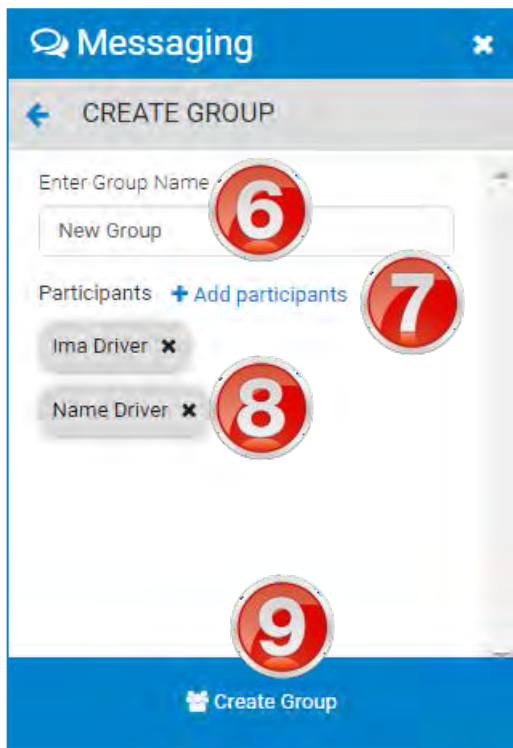 Messaging
CREATE GROUP
Enter Group Name
6
New Group
Participants + Add participants
7
Ima Driver ✖
Name Driver ✖
8
9
Create Group